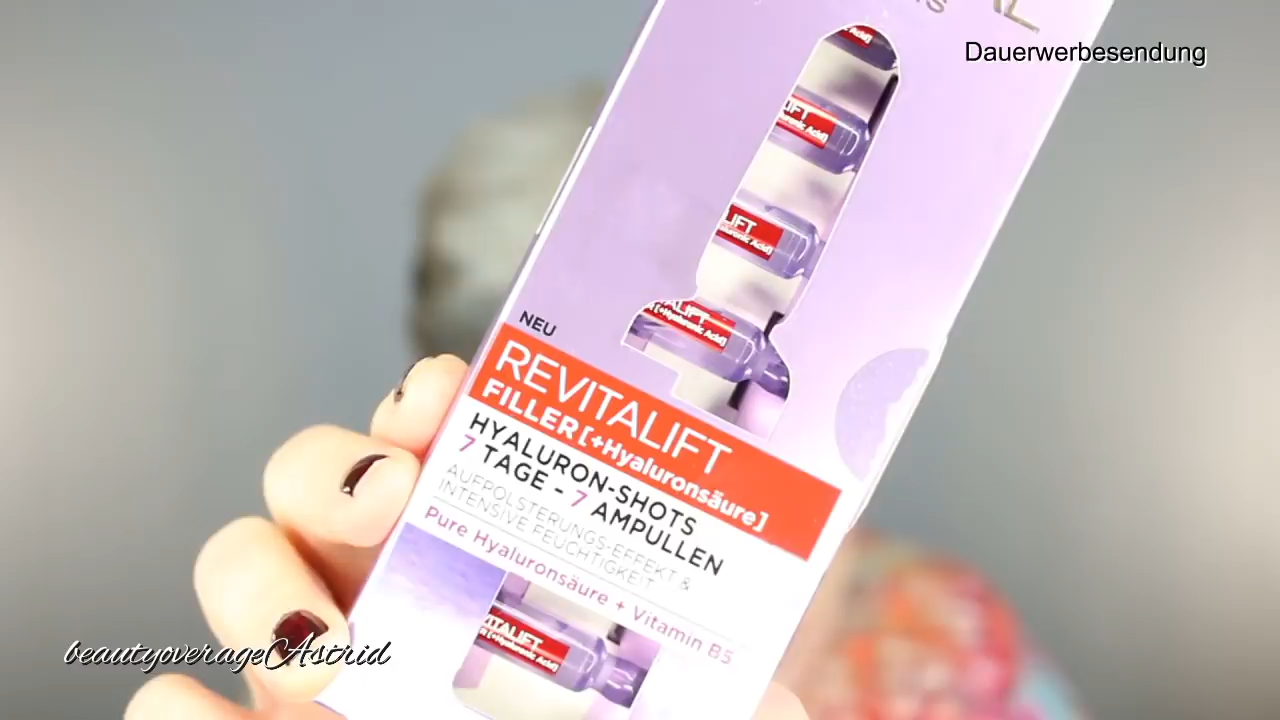 Dauerwerbesendung
NEU
REVITALIFT
FILLER [+Hyaluronsäure]
HYALURON-SHOTS
7 TAGE - 7 AMPULLEN
AUFPOLSTERUNGS-EFFEKT &
INTENSIVE FEUCHTIGKEIT
Pure Hyaluronsäure + Vitamin B5
beautyoverageAstrid